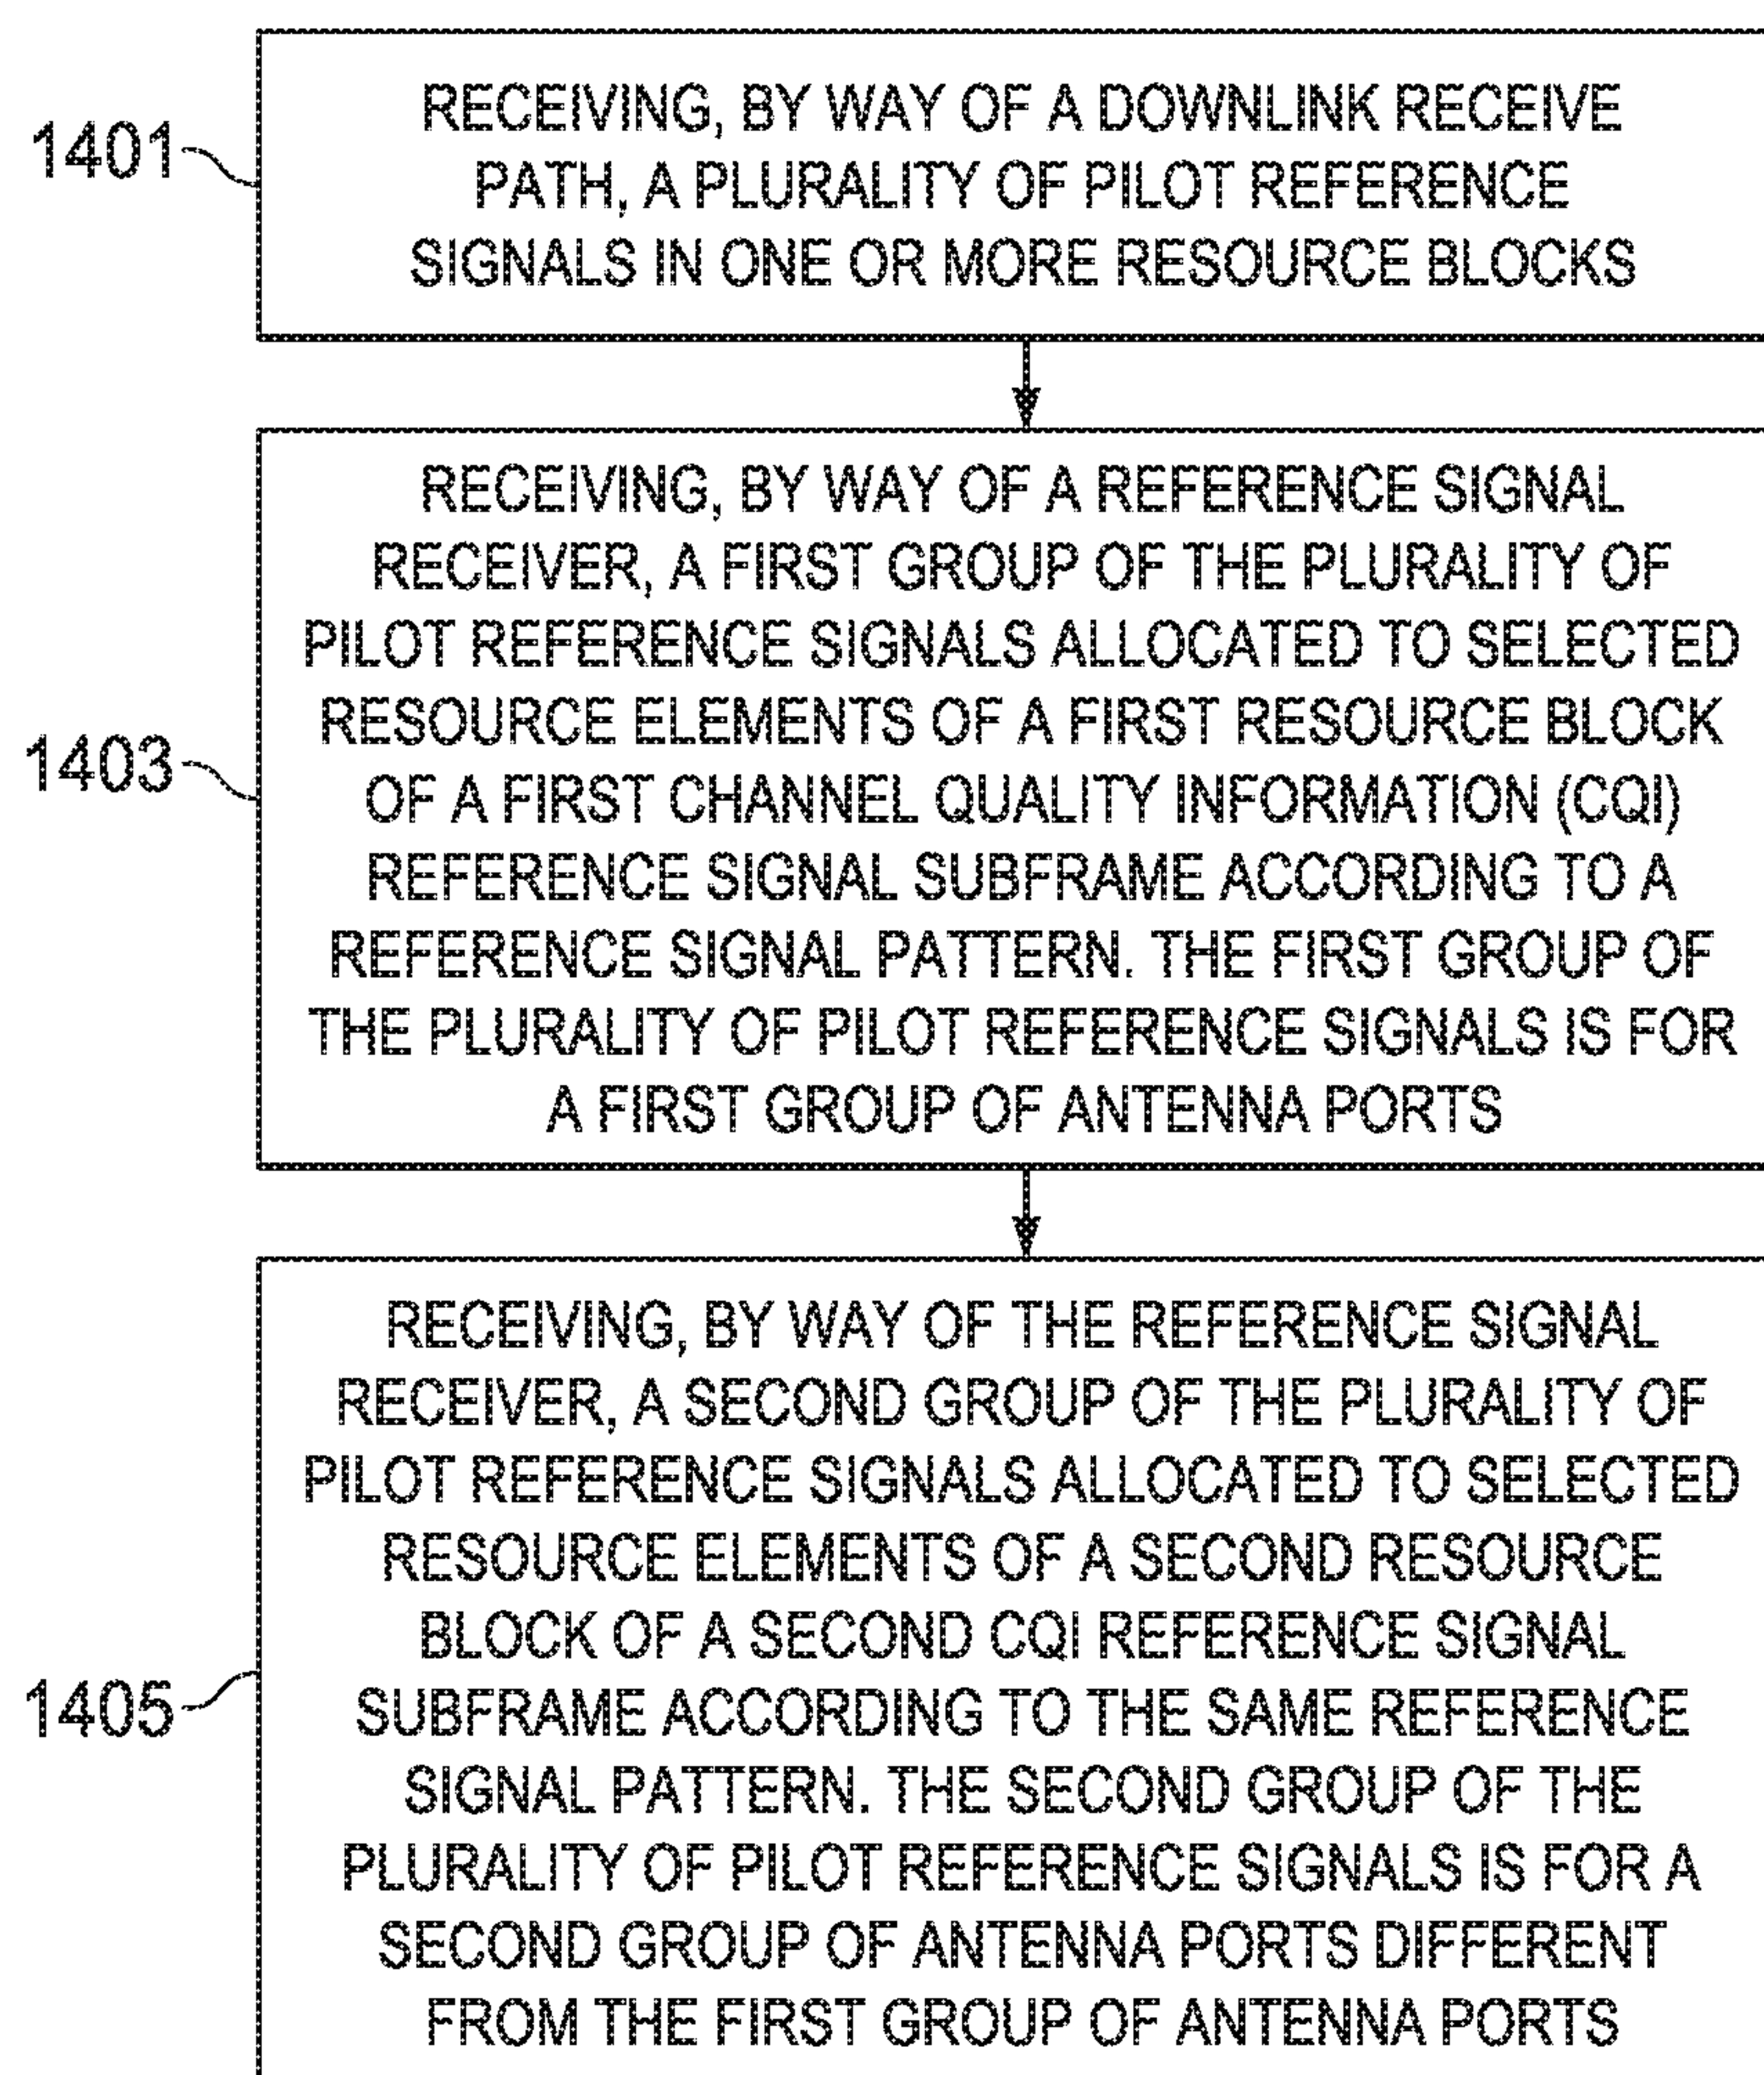 RECEIVING, BY WAY OF A DOWNLINK RECEIVE
PATH, A PLURALITY OF PILOT REFERENCE
SIGNALS IN ONE OR MORE RESOURCE BLOCKS
1401
RECEIVING, BY WAY OF A REFERENCE SIGNAL
RECEIVER, A FIRST GROUP OF THE PLURALITY OF
PILOT REFERENCE SIGNALS ALLOCATED TO SELECTED
RESOURCE ELEMENTS OF A FIRST RESOURCE BLOCK
OF A FIRST CHANNEL QUALITY INFORMATION (CQI)
REFERENCE SIGNAL SUBFRAME ACCORDING TO A
REFERENCE SIGNAL PATTERN. THE FIRST GROUP OF
THE PLURALITY OF PILOT REFERENCE SIGNALS IS FOR
A FIRST GROUP OF ANTENNA PORTS
1403
RECEIVING, BY WAY OF THE REFERENCE SIGNAL
RECEIVER, A SECOND GROUP OF THE PLURALITY OF
PILOT REFERENCE SIGNALS ALLOCATED TO SELECTED
RESOURCE ELEMENTS OF A SECOND RESOURCE
BLOCK OF A SECOND CQI REFERENCE SIGNAL
SUBFRAME ACCORDING TO THE SAME REFERENCE
SIGNAL PATTERN. THE SECOND GROUP OF THE
PLURALITY OF PILOT REFERENCE SIGNALS IS FOR A
SECOND GROUP OF ANTENNA PORTS DIFFERENT
FROM THE FIRST GROUP OF ANTENNA PORTS
1405